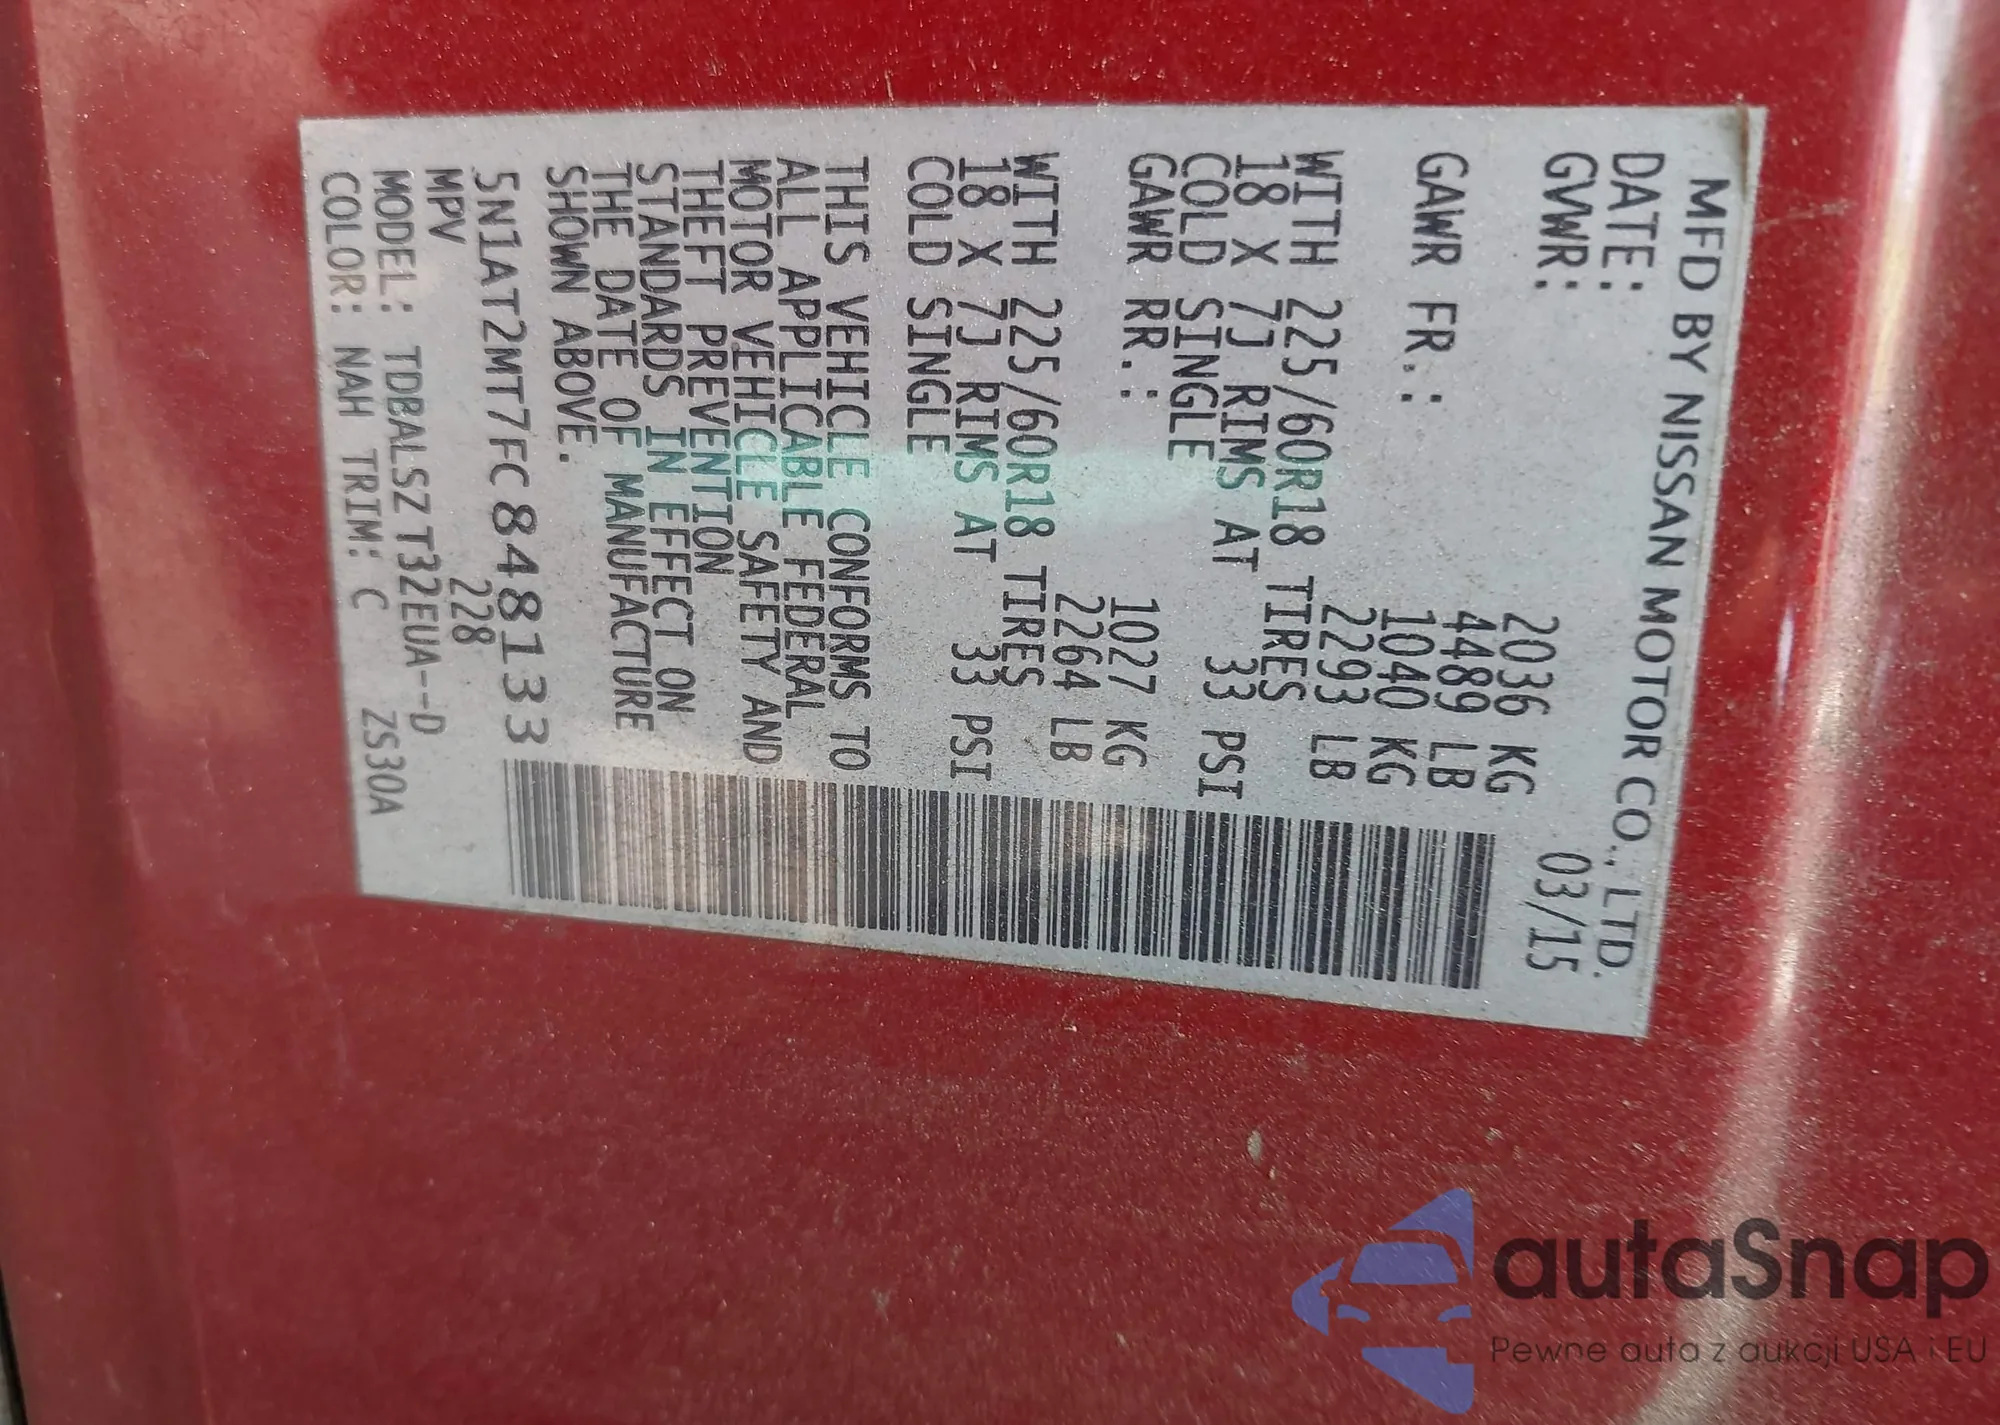 MFD BY NISSAN MOTOR CO., LTD.
DATE: 03/15
GVWR: 2036 KG
4489 LB
GAWR FR.: 1040 KG
2293 LB
WITH 225/60R18 TIRES
18 X 7J RIMS AT 33 PSI
COLD SINGLE
GAWR RR.: 1027 KG
2264 LB
WITH 225/60R18 TIRES
18 X 7J RIMS AT 33 PSI
COLD SINGLE
THIS VEHICLE CONFORMS TO
ALL APPLICABLE FEDERAL
MOTOR VEHICLE SAFETY AND
THEFT PREVENTION
STANDARDS IN EFFECT ON
THE DATE OF MANUFACTURE
SHOWN ABOVE.
5N1AT2MT7FC848133
MPV 228
MODEL: TDBALSZ T32EUA--D
COLOR: NAH TRIM: C ZS30A
autaSnap
Pewne auta z aukcji USA i EU